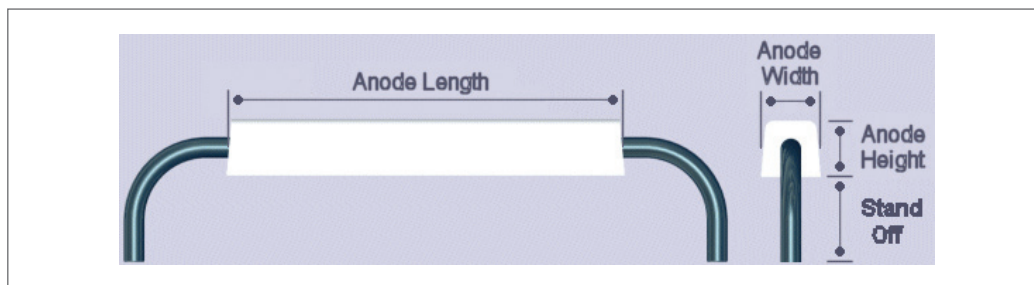 Anode Length
Anode
Width
Anode
Height
Stand
Off